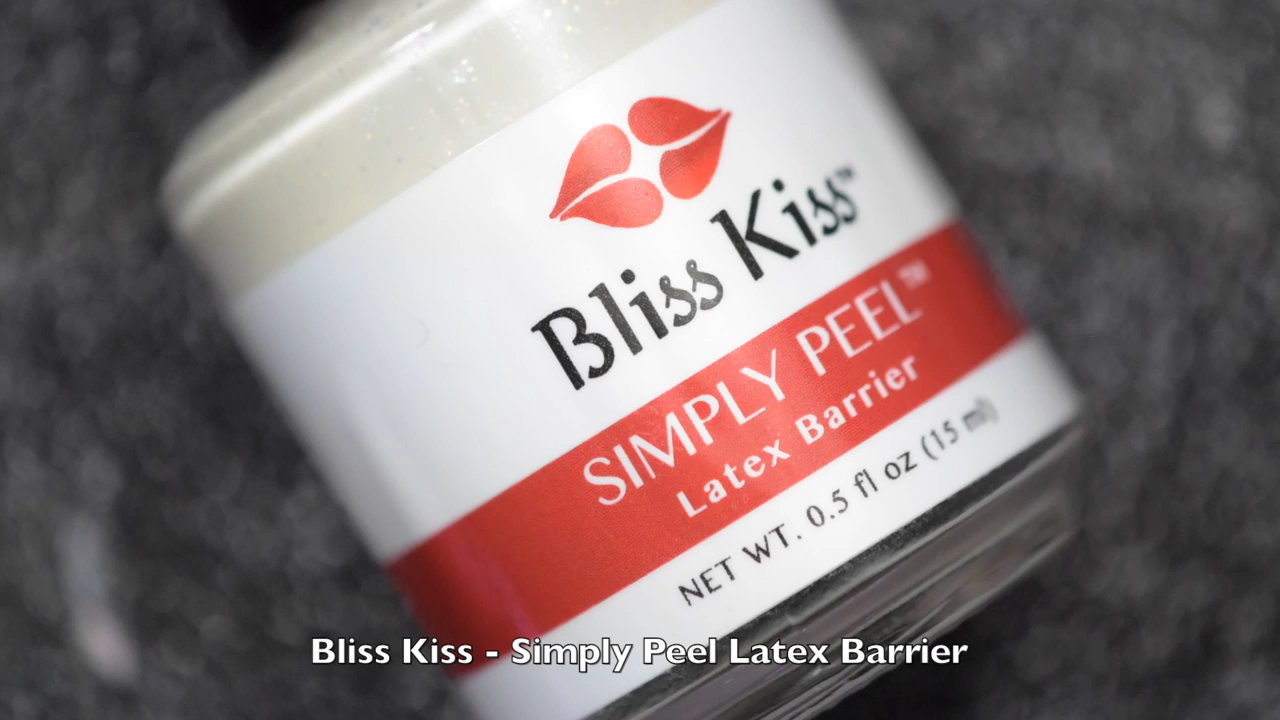 Bliss Kiss™
SIMPLY PEEL™
Latex Barrier
NET WT. 0.5 fl oz (15 ml)
Bliss Kiss - Simply Peel Latex Barrier